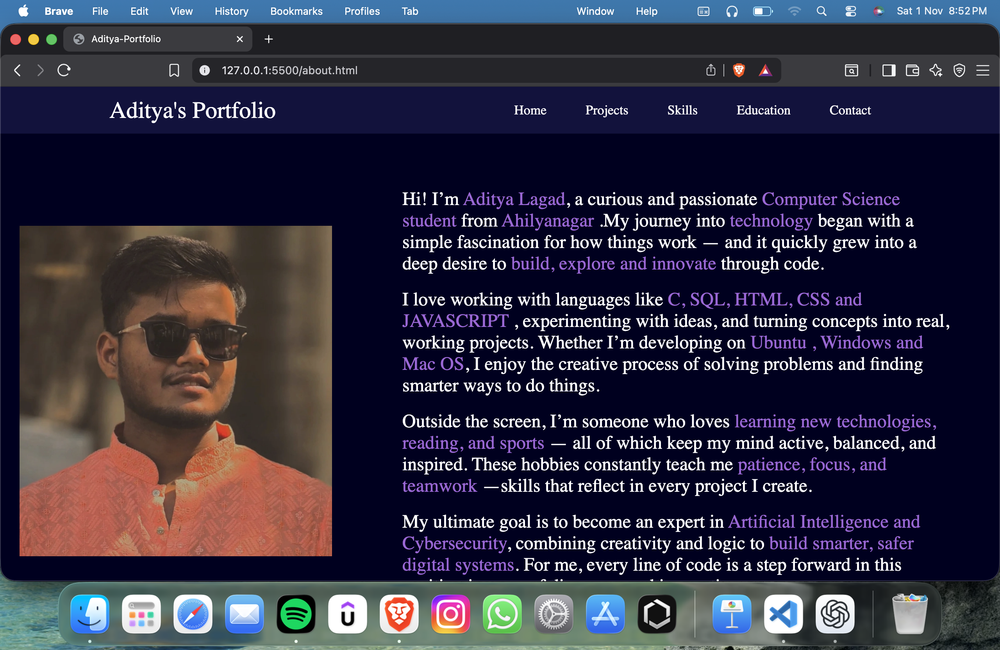 Brave File Edit View History Bookmarks Profiles Tab Window Help Sat 1 Nov 8:52 PM
Aditya-Portfolio
127.0.0.1:5500/about.html
Aditya's Portfolio Home Projects Skills Education Contact
Hi! I’m Aditya Lagad, a curious and passionate Computer Science
student from Ahilyanagar .My journey into technology began with a
simple fascination for how things work — and it quickly grew into a
deep desire to build, explore and innovate through code.
I love working with languages like C, SQL, HTML, CSS and
JAVASCRIPT , experimenting with ideas, and turning concepts into real,
working projects. Whether I’m developing on Ubuntu , Windows and
Mac OS, I enjoy the creative process of solving problems and finding
smarter ways to do things.
Outside the screen, I’m someone who loves learning new technologies,
reading, and sports — all of which keep my mind active, balanced, and
inspired. These hobbies constantly teach me patience, focus, and
teamwork —skills that reflect in every project I create.
My ultimate goal is to become an expert in Artificial Intelligence and
Cybersecurity, combining creativity and logic to build smarter, safer
digital systems. For me, every line of code is a step forward in this